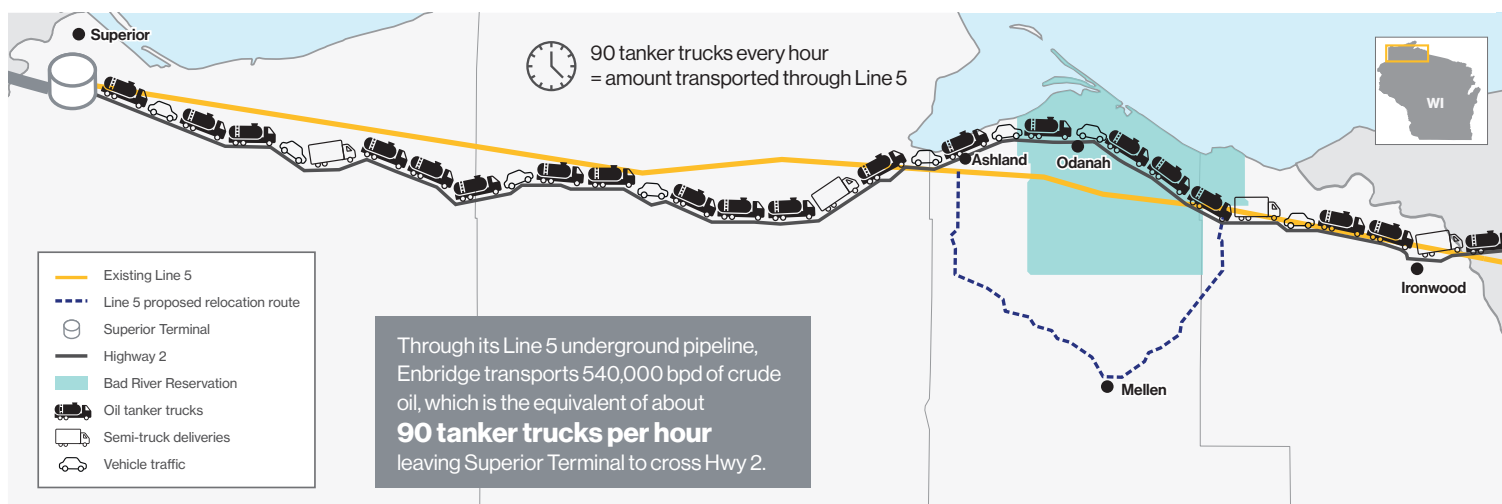 Superior
90 tanker trucks every hour
= amount transported through Line 5
WI
Ashland
Odanah
Ironwood
Mellen
Existing Line 5
Line 5 proposed relocation route
Superior Terminal
Highway 2
Bad River Reservation
Oil tanker trucks
Semi-truck deliveries
Vehicle traffic
Through its Line 5 underground pipeline,
Enbridge transports 540,000 bpd of crude
oil, which is the equivalent of about
90 tanker trucks per hour
leaving Superior Terminal to cross Hwy 2.